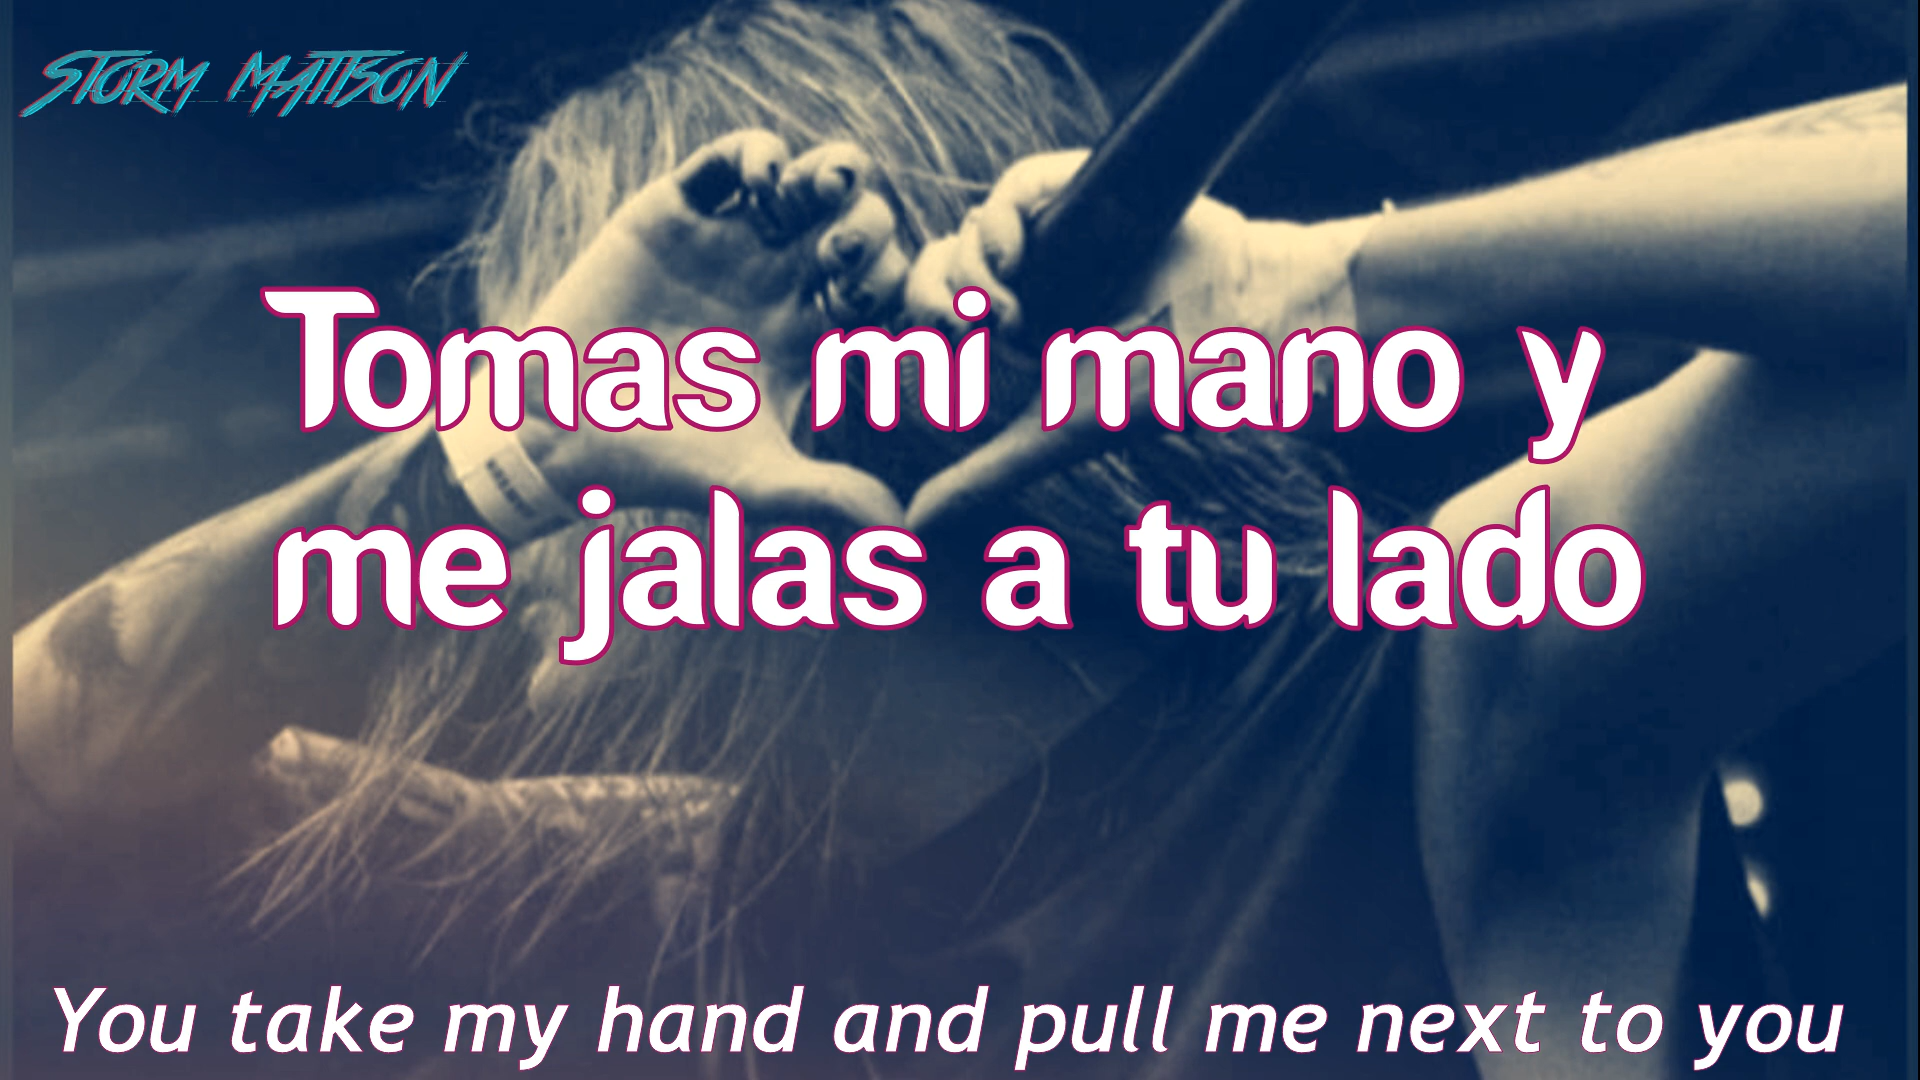 STORM MATTSON
Tomas mi mano y
me jalas a tu lado
You take my hand and pull me next to you